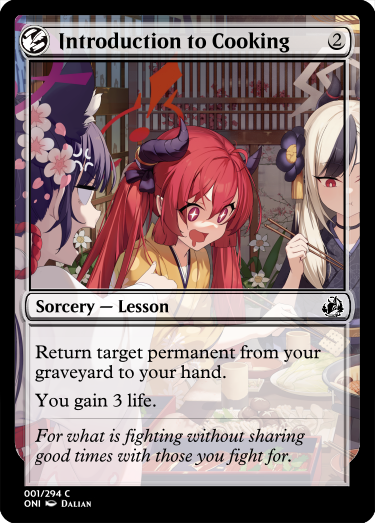 Introduction to Cooking 2
Sorcery — Lesson
Return target permanent from your
graveyard to your hand.
You gain 3 life.
For what is fighting without sharing
good times with those you fight for.
001/294 C
ONI Dalian